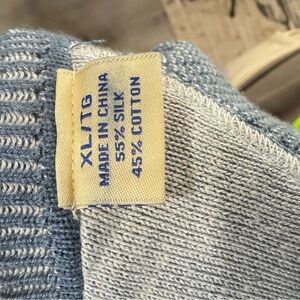 XL/TG
MADE IN CHINA
55% SILK
45% COTTON